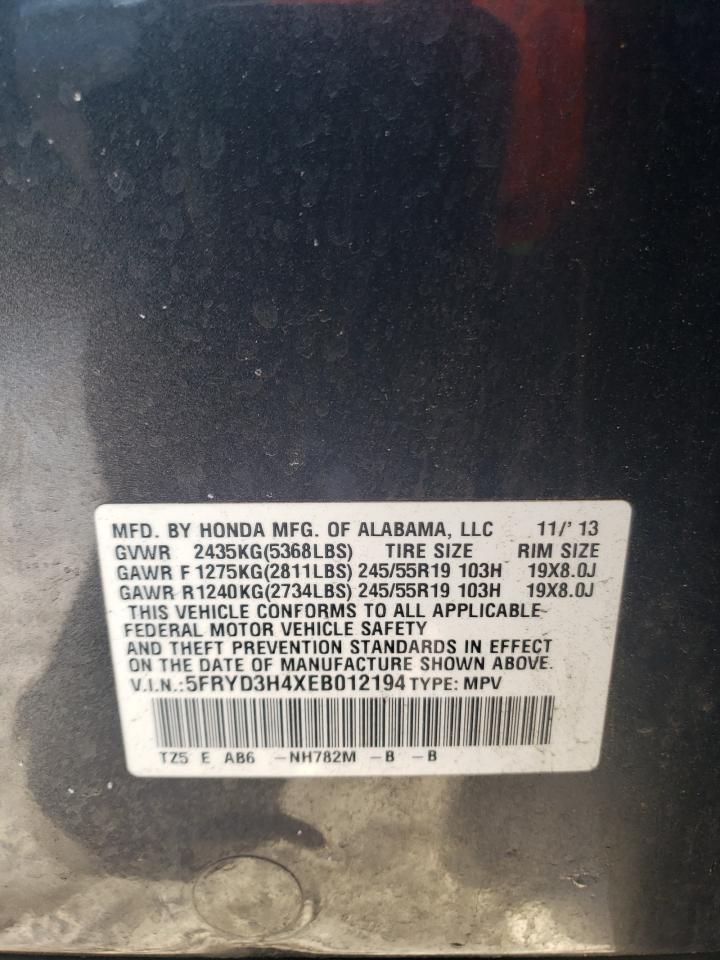 MFD. BY HONDA MFG. OF ALABAMA, LLC 11/' 13
GVWR 2435KG(5368LBS) TIRE SIZE RIM SIZE
GAWR F 1275KG(2811LBS) 245/55R19 103H 19X8.0J
GAWR R 1240KG(2734LBS) 245/55R19 103H 19X8.0J
THIS VEHICLE CONFORMS TO ALL APPLICABLE
FEDERAL MOTOR VEHICLE SAFETY
AND THEFT PREVENTION STANDARDS IN EFFECT
ON THE DATE OF MANUFACTURE SHOWN ABOVE.
V.I.N.:5FRYD3H4XEB012194 TYPE: MPV
TZ5 E AB6 -NH782M -B -B